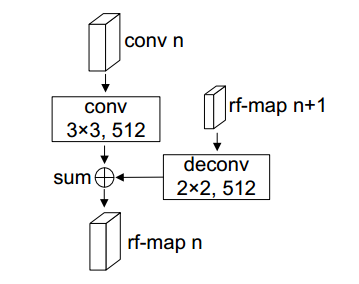 conv n
conv
3×3, 512
rf-map n+1
deconv
2×2, 512
sum
rf-map n